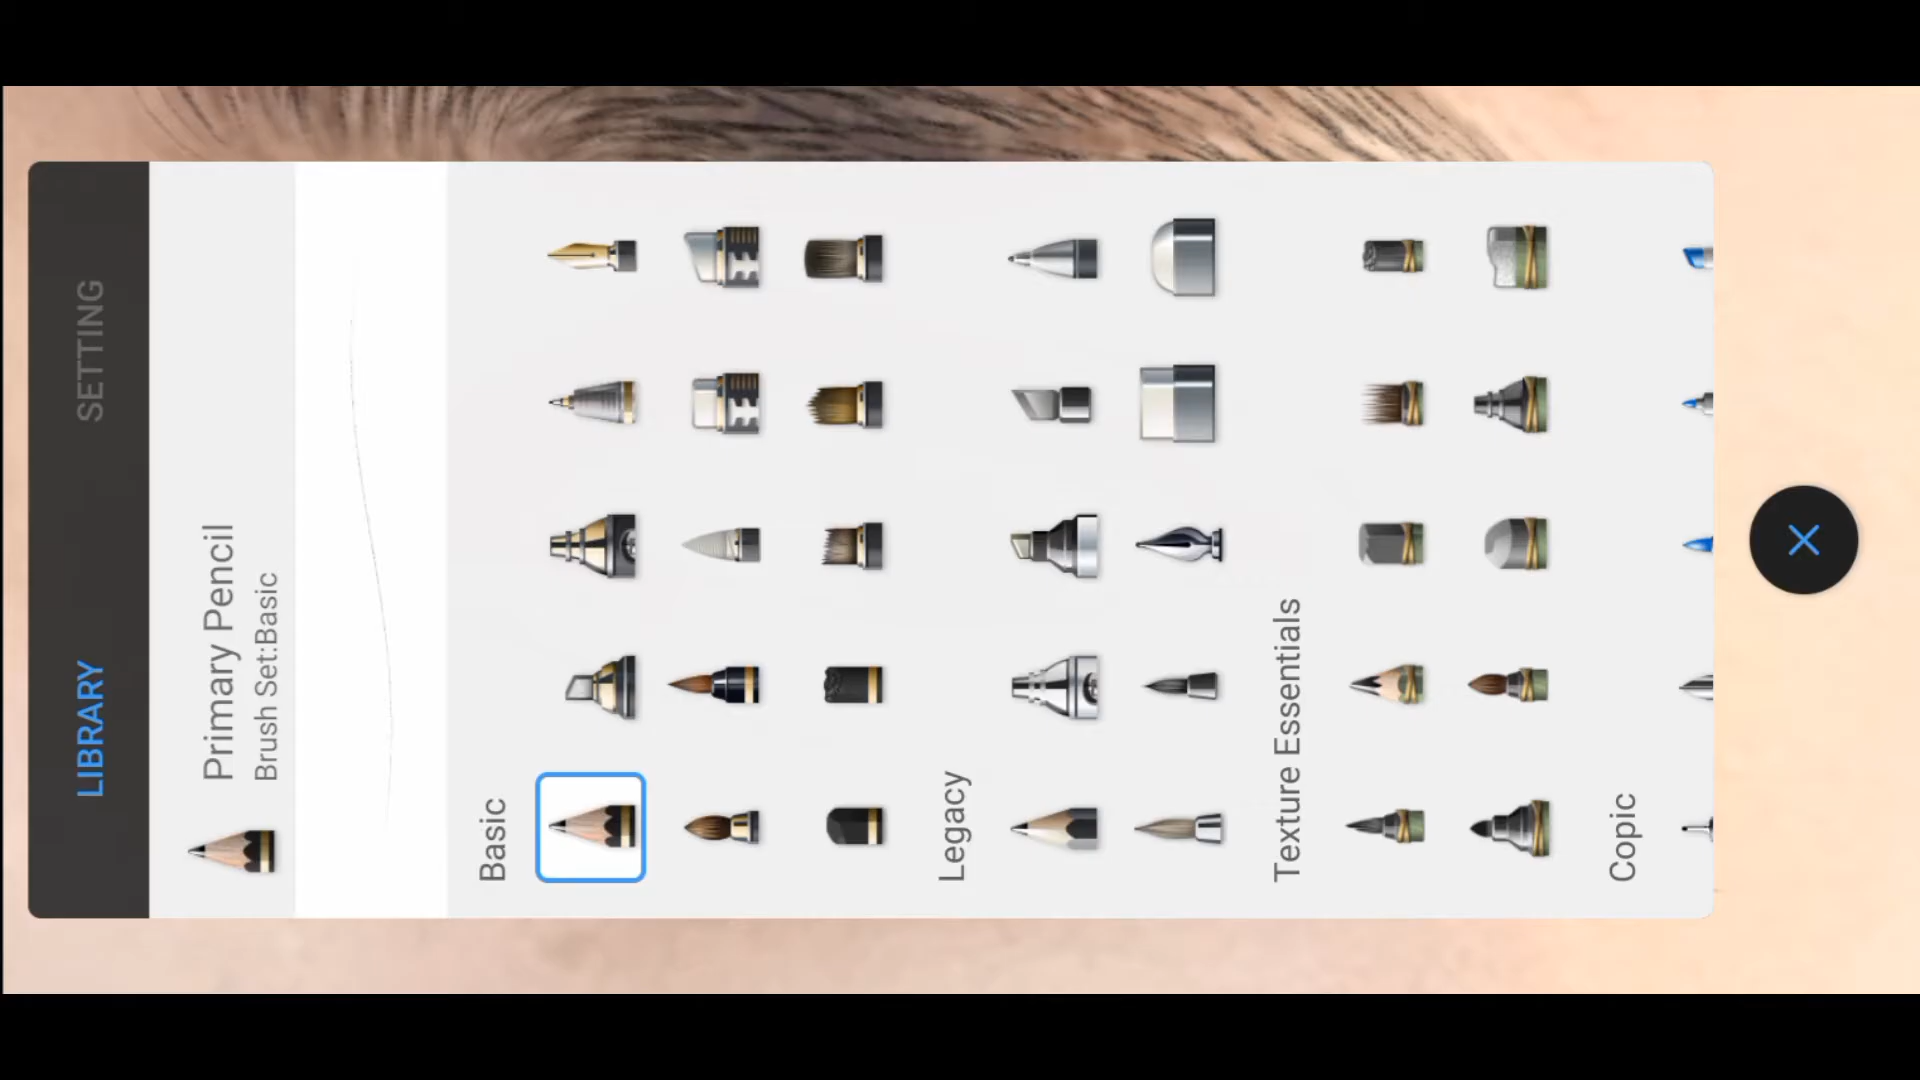 LIBRARY
SETTING
Primary Pencil
Brush Set:Basic
Basic
Legacy
Texture Essentials
Copic